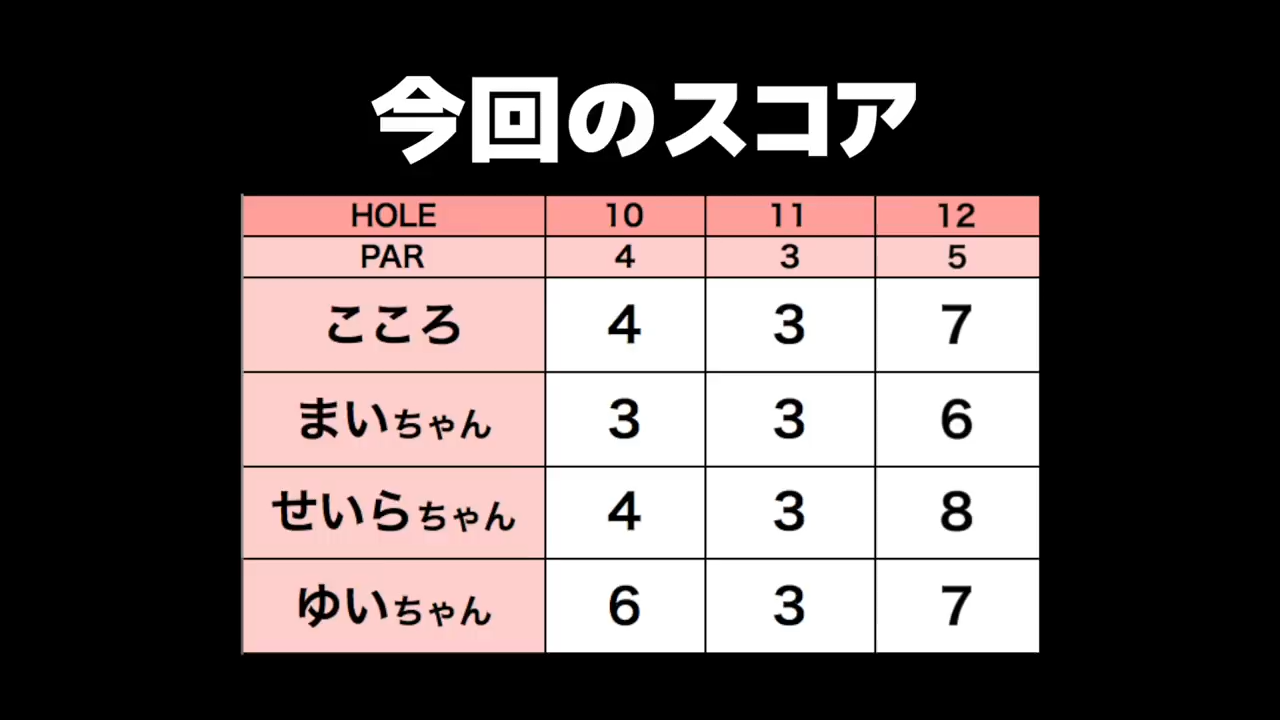 今回のスコア
HOLE 10 11 12
PAR 4 3 5
こころ 4 3 7
まいちゃん 3 3 6
せいらちゃん 4 3 8
ゆいちゃん 6 3 7